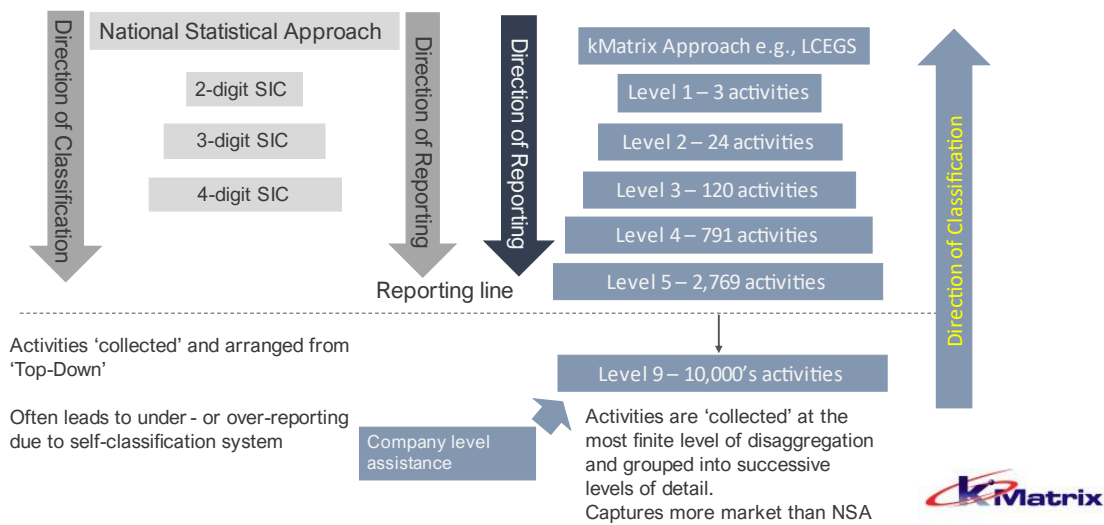 Direction of Classification
National Statistical Approach
2-digit SIC
3-digit SIC
4-digit SIC
Direction of Reporting
Direction of Reporting
kMatrix Approach e.g., LCEGS
Level 1 – 3 activities
Level 2 – 24 activities
Level 3 – 120 activities
Level 4 – 791 activities
Level 5 – 2,769 activities
Direction of Classification
Reporting line
Activities ‘collected’ and arranged from
‘Top-Down’
Often leads to under - or over-reporting
due to self-classification system
Level 9 – 10,000’s activities
Company level
assistance
Activities are ‘collected’ at the
most finite level of disaggregation
and grouped into successive
levels of detail.
Captures more market than NSA
kMatrix